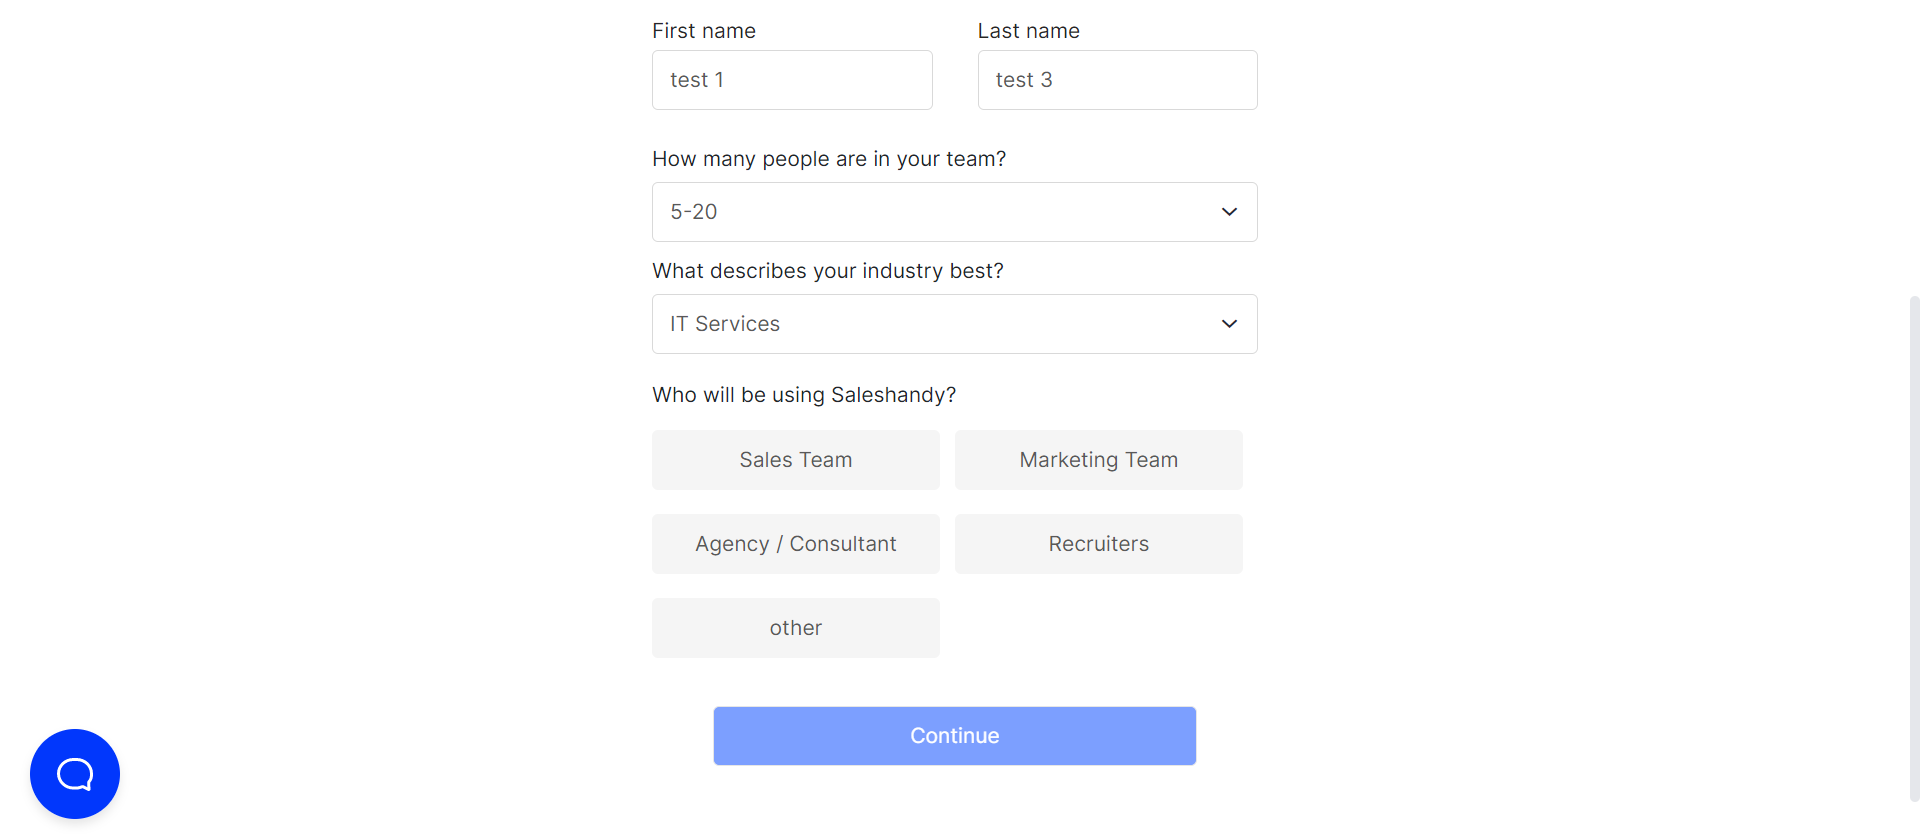 First name
Last name
test 1
test 3
How many people are in your team?
5-20
What describes your industry best?
IT Services
Who will be using Saleshandy?
Sales Team
Marketing Team
Agency / Consultant
Recruiters
other
Continue